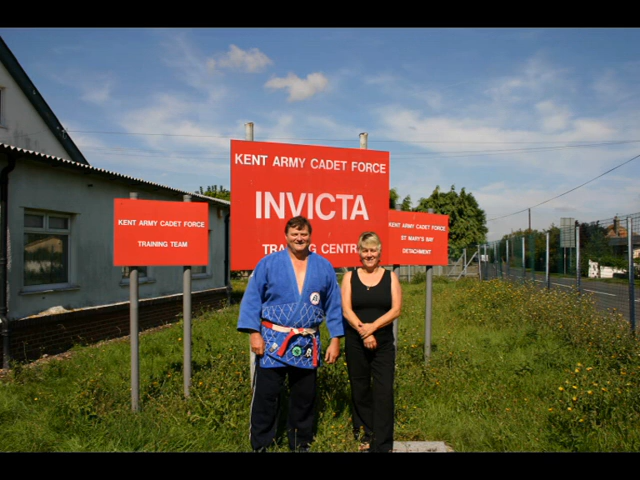 KENT ARMY CADET FORCE
INVICTA
TRAINING CENTRE
KENT ARMY CADET FORCE
TRAINING TEAM
KENT ARMY CADET FORCE
ST MARY'S BAY
DETACHMENT